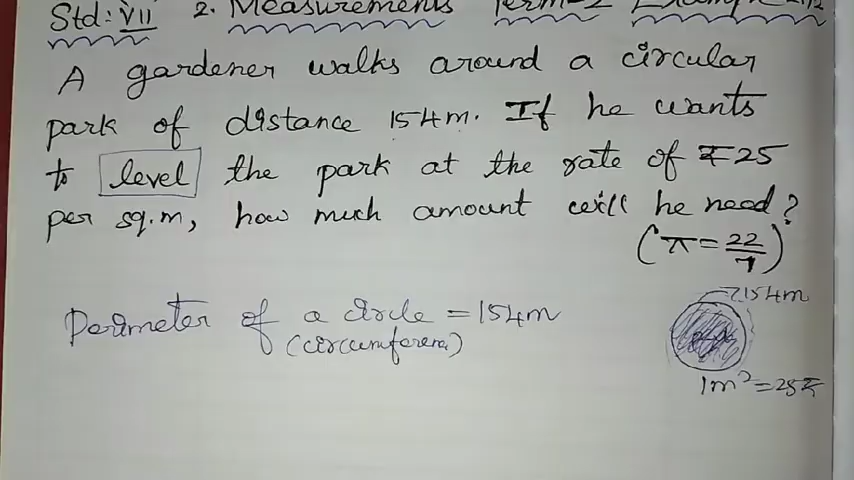 Std: VII 2. Measurements Term-2
A gardener walks around a circular
park of distance 154m. If he wants
to level the park at the rate of ₹25
per sq.m, how much amount will he need?
(π = 22/7)
Perimeter of a circle = 154m
(circumference)
154m
1m² = 25₹